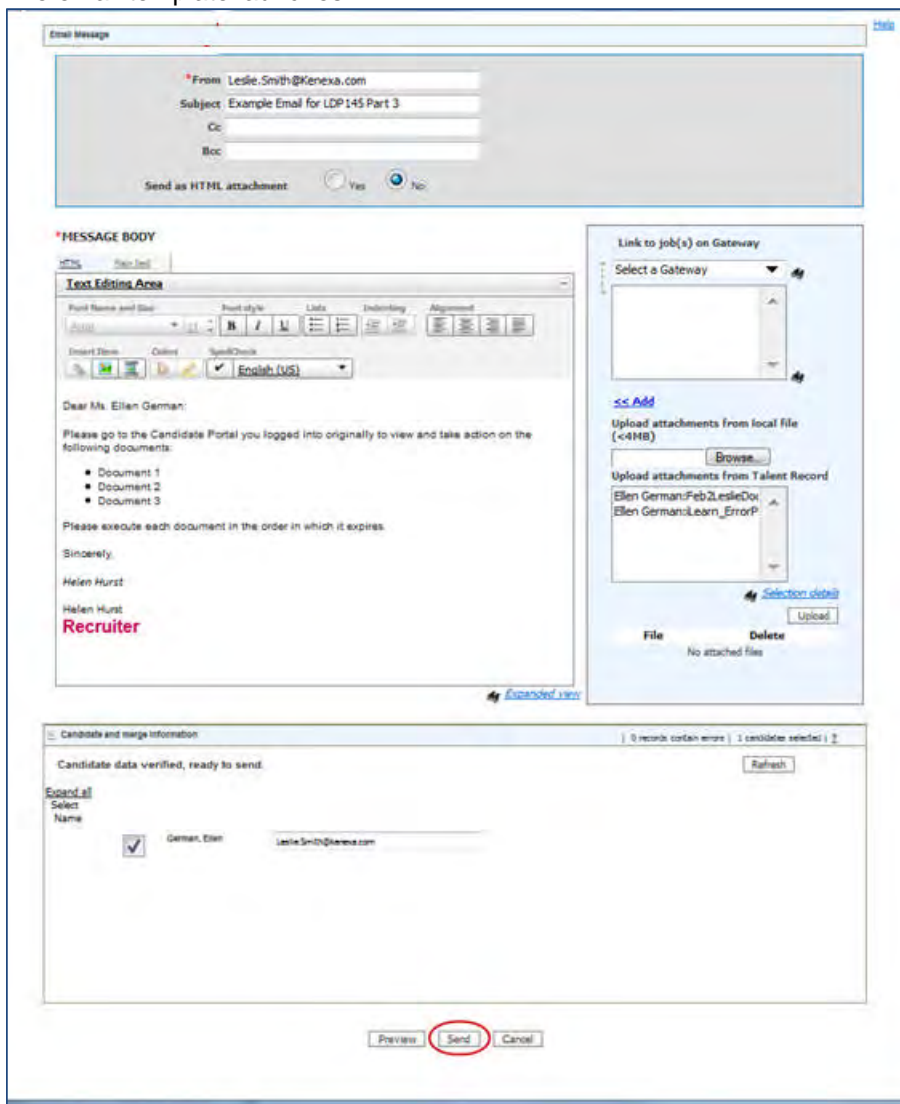 Help
Email Message
*From Leslie.Smith@Kenexa.com
Subject Example Email for LDP145 Part 3
Cc
Bcc
Send as HTML attachment Yes No
*MESSAGE BODY
HTML Plain Text
Text Editing Area
Font Name and Size Font style Lists Indenting Alignment
Arial 11 B I U
Insert Item Colors SpellCheck
English (US)
Dear Ms. Ellen German:
Please go to the Candidate Portal you logged into originally to view and take action on the
following documents:
• Document 1
• Document 2
• Document 3
Please execute each document in the order in which it expires.
Sincerely,
Helen Hurst
Helen Hurst
Recruiter
Expanded view
Link to job(s) on Gateway
Select a Gateway
<< Add
Upload attachments from local file
(<4MB)
Browse...
Upload attachments from Talent Record
Ellen German:Feb2LeslieDoc
Ellen German:iLearn_ErrorP
Selection details
Upload
File Delete
No attached files
Candidate and merge information | 0 records contain errors | 1 candidates selected | ?
Candidate data verified, ready to send.
Refresh
Expand all
Select
Name
German, Ellen Leslie.Smith@kenexa.com
Preview Send Cancel